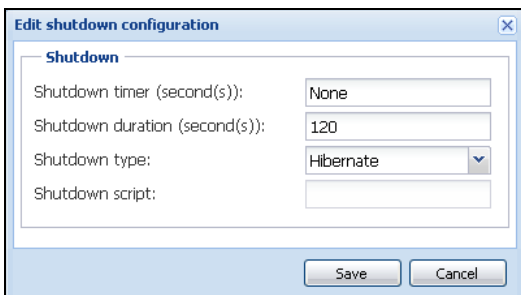 Edit shutdown configuration
Shutdown
Shutdown timer (second(s)): None
Shutdown duration (second(s)): 120
Shutdown type: Hibernate
Shutdown script:
Save Cancel